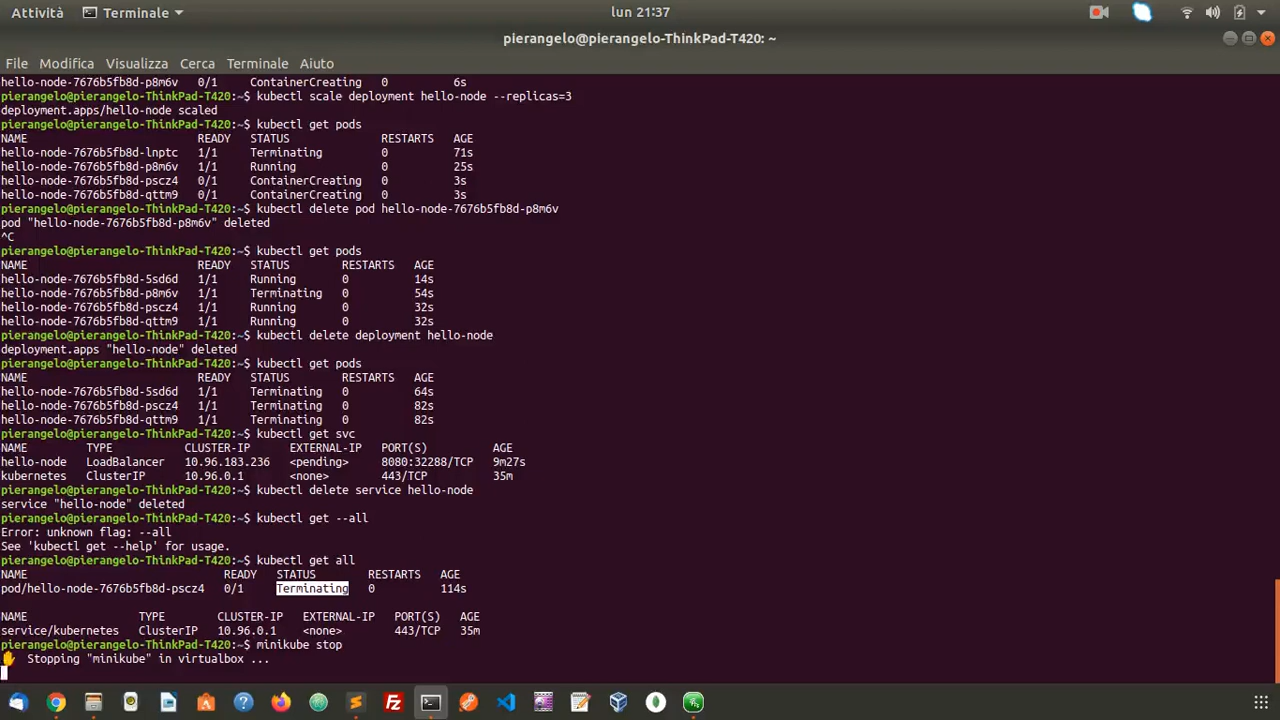 Attività Terminale lun 21:37
pierangelo@pierangelo-ThinkPad-T420: ~
File Modifica Visualizza Cerca Terminale Aiuto
hello-node-7676b5fb8d-p8m6v 0/1 ContainerCreating 0 6s
pierangelo@pierangelo-ThinkPad-T420:~$ kubectl scale deployment hello-node --replicas=3
deployment.apps/hello-node scaled
pierangelo@pierangelo-ThinkPad-T420:~$ kubectl get pods
NAME READY STATUS RESTARTS AGE
hello-node-7676b5fb8d-lnptc 1/1 Terminating 0 71s
hello-node-7676b5fb8d-p8m6v 1/1 Running 0 25s
hello-node-7676b5fb8d-pscz4 0/1 ContainerCreating 0 3s
hello-node-7676b5fb8d-qttm9 0/1 ContainerCreating 0 3s
pierangelo@pierangelo-ThinkPad-T420:~$ kubectl delete pod hello-node-7676b5fb8d-p8m6v
pod "hello-node-7676b5fb8d-p8m6v" deleted
^C
pierangelo@pierangelo-ThinkPad-T420:~$ kubectl get pods
NAME READY STATUS RESTARTS AGE
hello-node-7676b5fb8d-5sd6d 1/1 Running 0 14s
hello-node-7676b5fb8d-p8m6v 1/1 Terminating 0 54s
hello-node-7676b5fb8d-pscz4 1/1 Running 0 32s
hello-node-7676b5fb8d-qttm9 1/1 Running 0 32s
pierangelo@pierangelo-ThinkPad-T420:~$ kubectl delete deployment hello-node
deployment.apps "hello-node" deleted
pierangelo@pierangelo-ThinkPad-T420:~$ kubectl get pods
NAME READY STATUS RESTARTS AGE
hello-node-7676b5fb8d-5sd6d 1/1 Terminating 0 64s
hello-node-7676b5fb8d-pscz4 1/1 Terminating 0 82s
hello-node-7676b5fb8d-qttm9 1/1 Terminating 0 82s
pierangelo@pierangelo-ThinkPad-T420:~$ kubectl get svc
NAME TYPE CLUSTER-IP EXTERNAL-IP PORT(S) AGE
hello-node LoadBalancer 10.96.183.236 <pending> 8080:32288/TCP 9m27s
kubernetes ClusterIP 10.96.0.1 <none> 443/TCP 35m
pierangelo@pierangelo-ThinkPad-T420:~$ kubectl delete service hello-node
service "hello-node" deleted
pierangelo@pierangelo-ThinkPad-T420:~$ kubectl get --all
Error: unknown flag: --all
See 'kubectl get --help' for usage.
pierangelo@pierangelo-ThinkPad-T420:~$ kubectl get all
NAME READY STATUS RESTARTS AGE
pod/hello-node-7676b5fb8d-pscz4 0/1 Terminating 0 114s
NAME TYPE CLUSTER-IP EXTERNAL-IP PORT(S) AGE
service/kubernetes ClusterIP 10.96.0.1 <none> 443/TCP 35m
pierangelo@pierangelo-ThinkPad-T420:~$ minikube stop
Stopping "minikube" in virtualbox ...